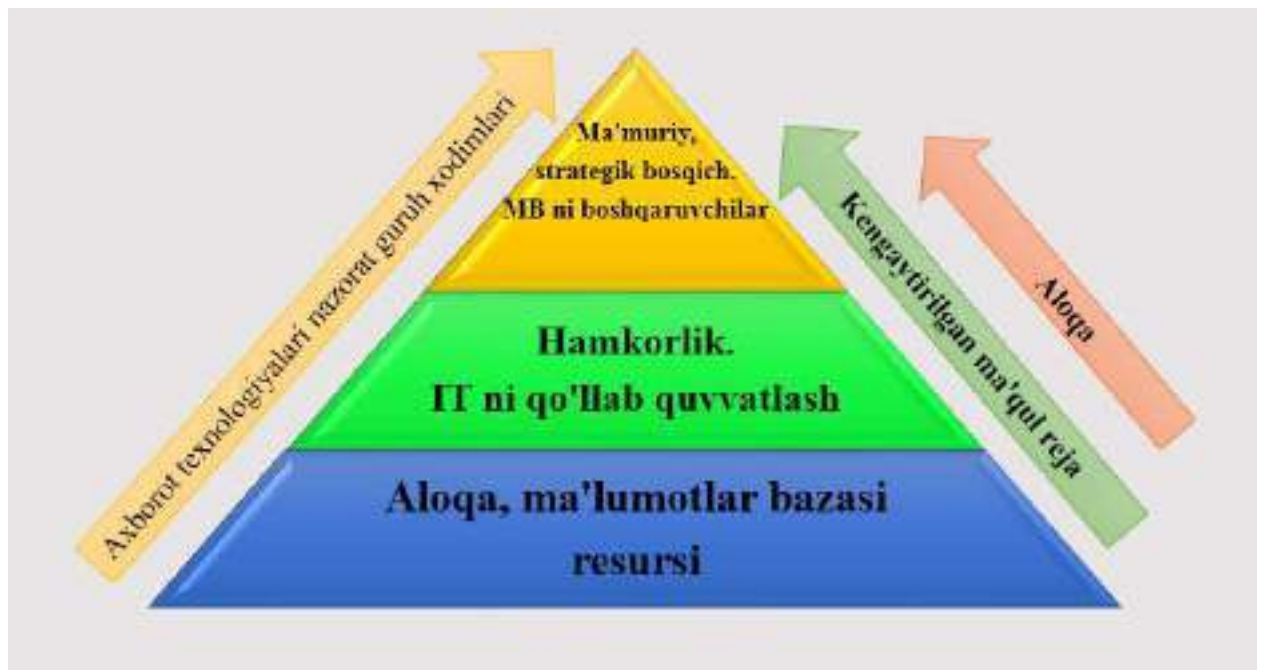 Axborot texnologiyalari nazorat guruh xodimlari
Ma'muriy,
strategik bosqich.
MB ni boshqaruvchilar
Hamkorlik.
IT ni qo'llab quvvatlash
Aloqa, ma'lumotlar bazasi
resursi
Kengaytirilgan ma'qul reja
Aloqa